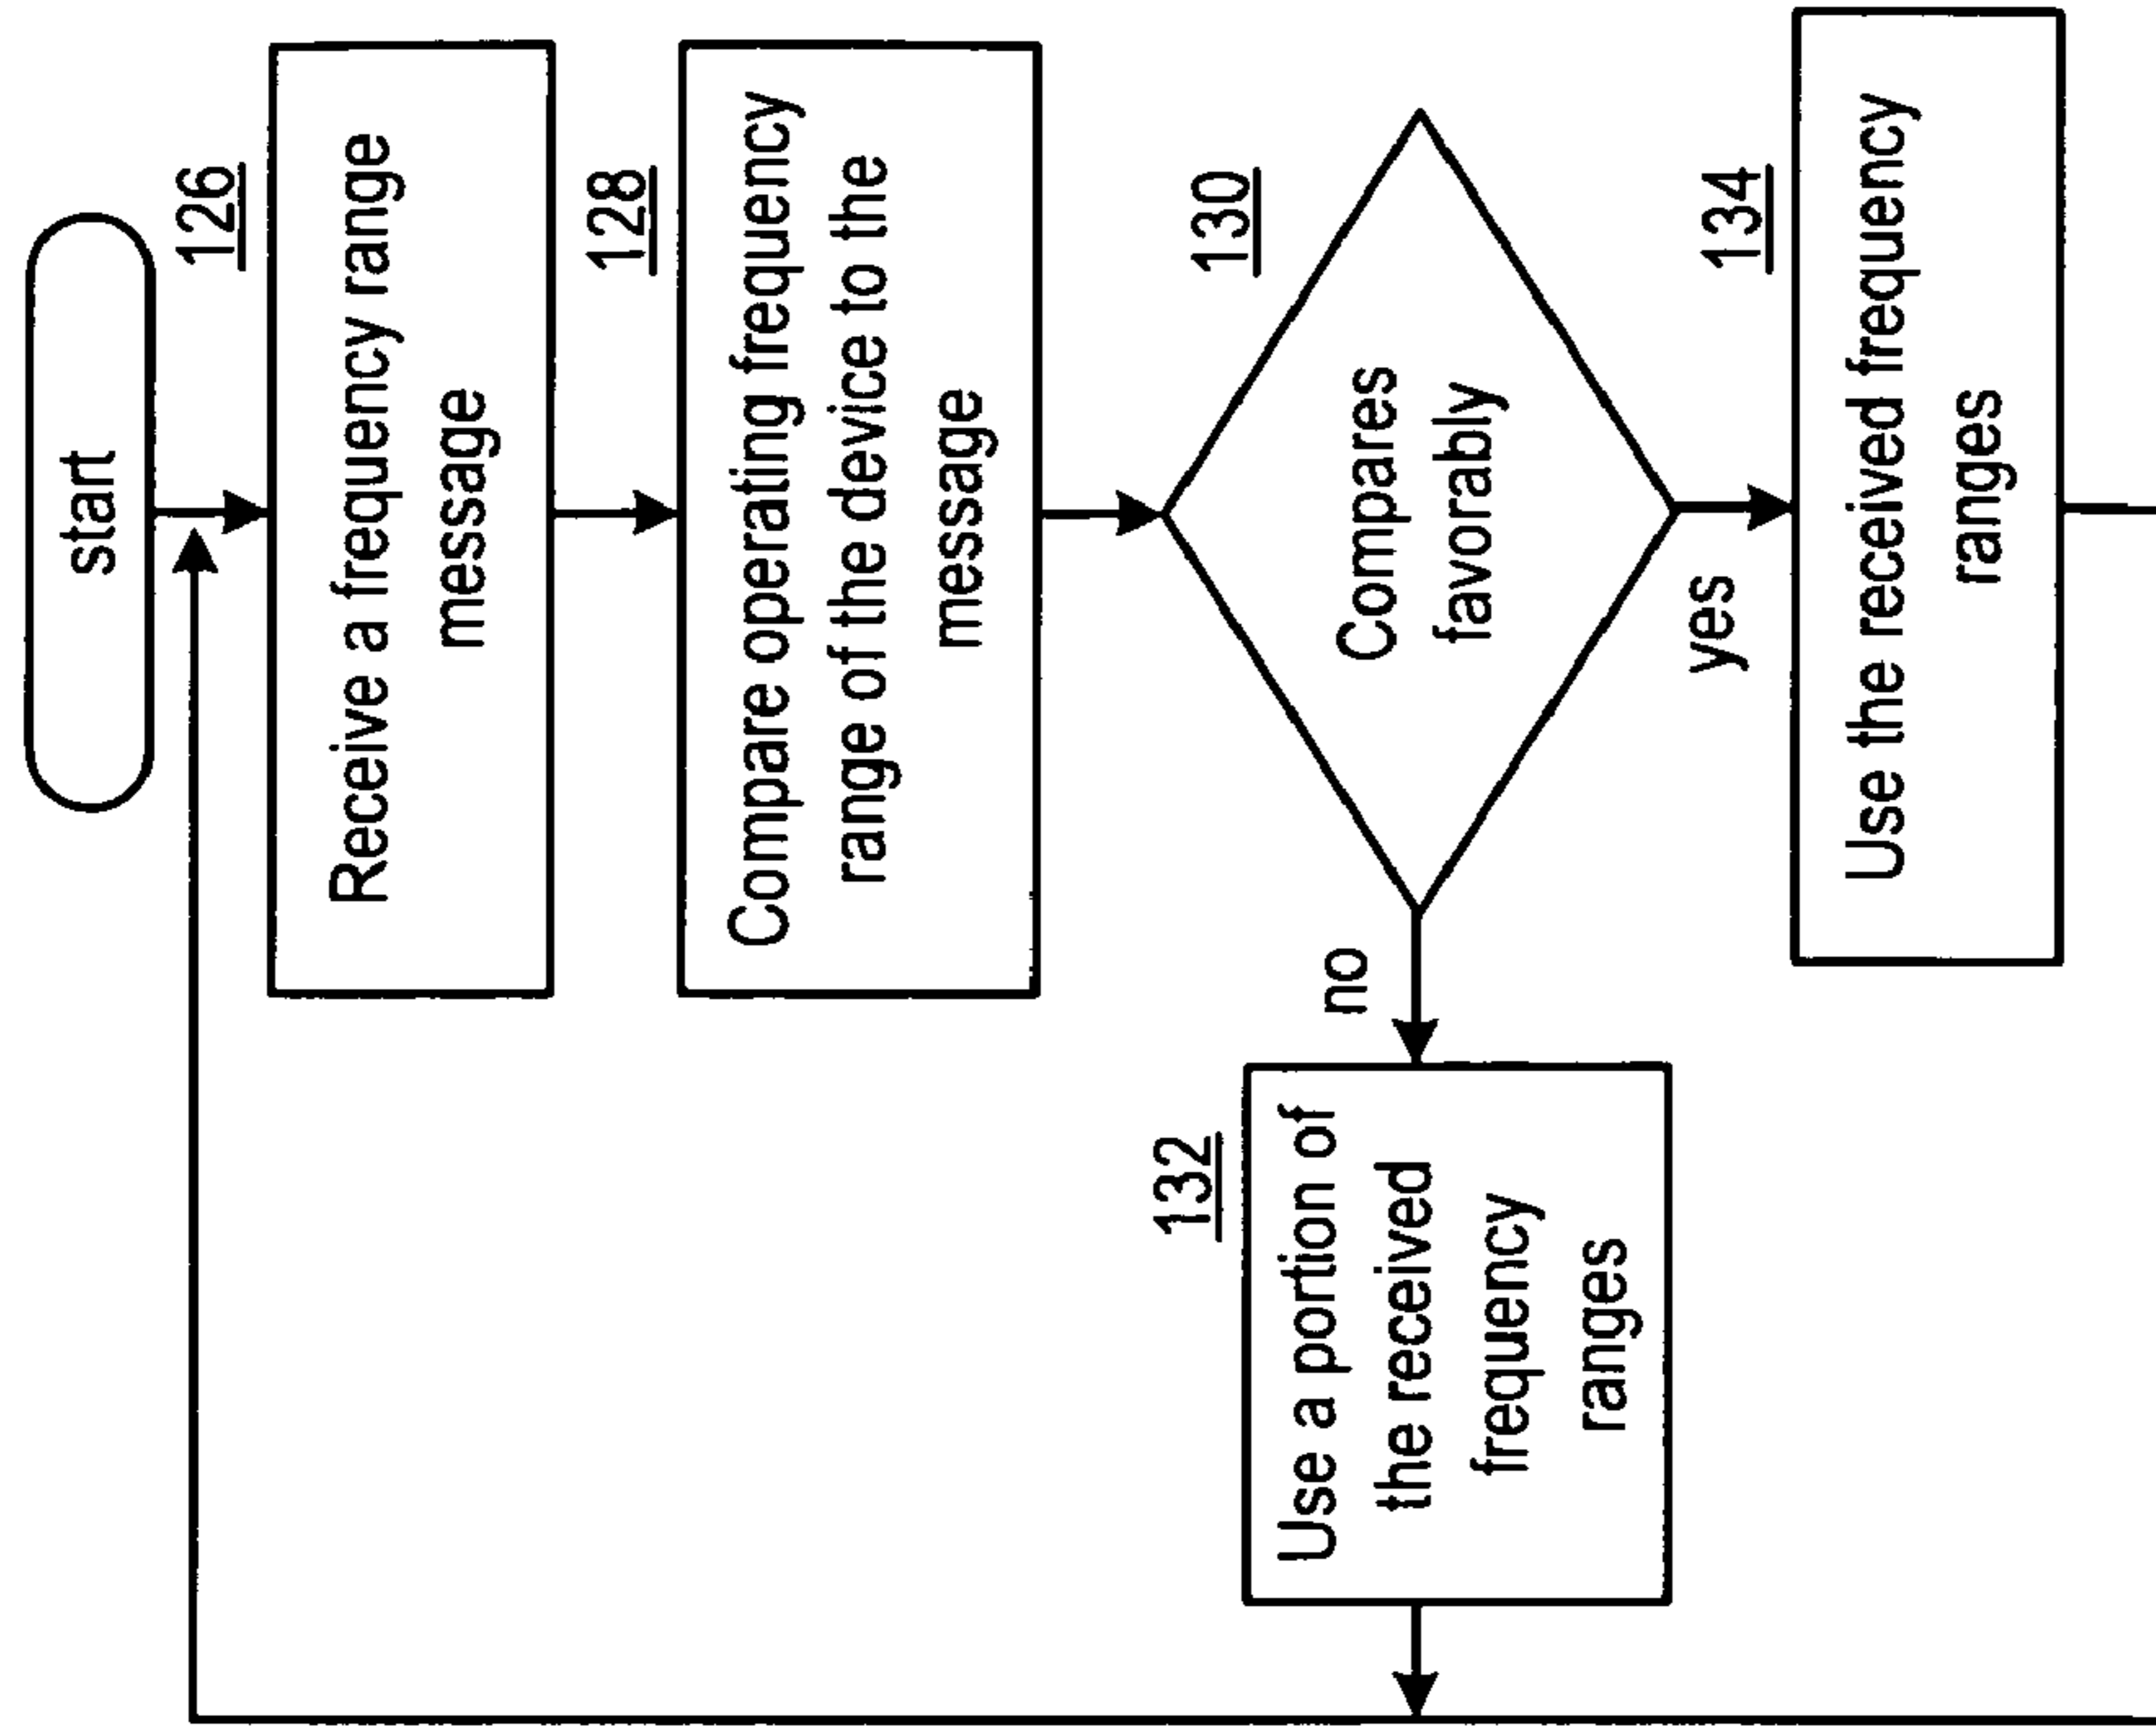 start
126
Receive a frequency range
message
128
Compare operating frequency
range of the device to the
message
130
Compares
favorably
no
132
Use a portion of
the received
frequency
ranges
yes
134
Use the received frequency
ranges